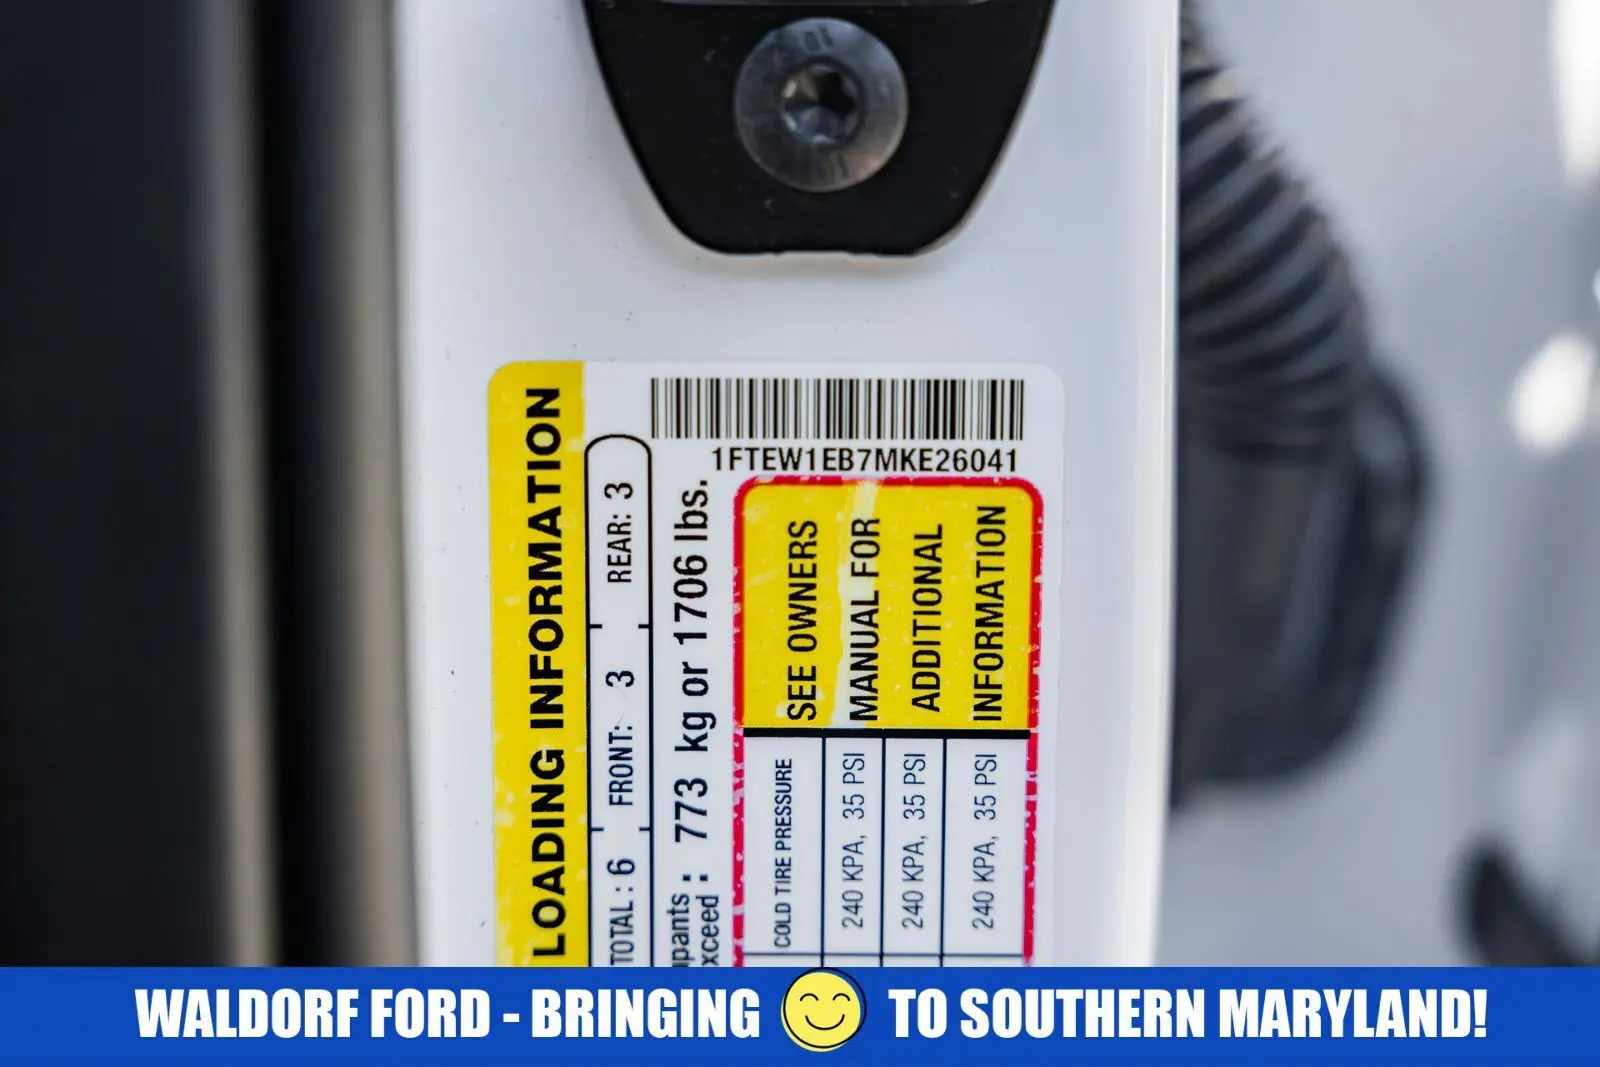 1FTEW1EB7MKE26041
LOADING INFORMATION
TOTAL : 6 FRONT: 3 REAR: 3
upants
xceed : 773 kg or 1706 lbs.
COLD TIRE PRESSURE
240 KPA, 35 PSI
240 KPA, 35 PSI
240 KPA, 35 PSI
SEE OWNERS
MANUAL FOR
ADDITIONAL
INFORMATION
WALDORF FORD - BRINGING TO SOUTHERN MARYLAND!